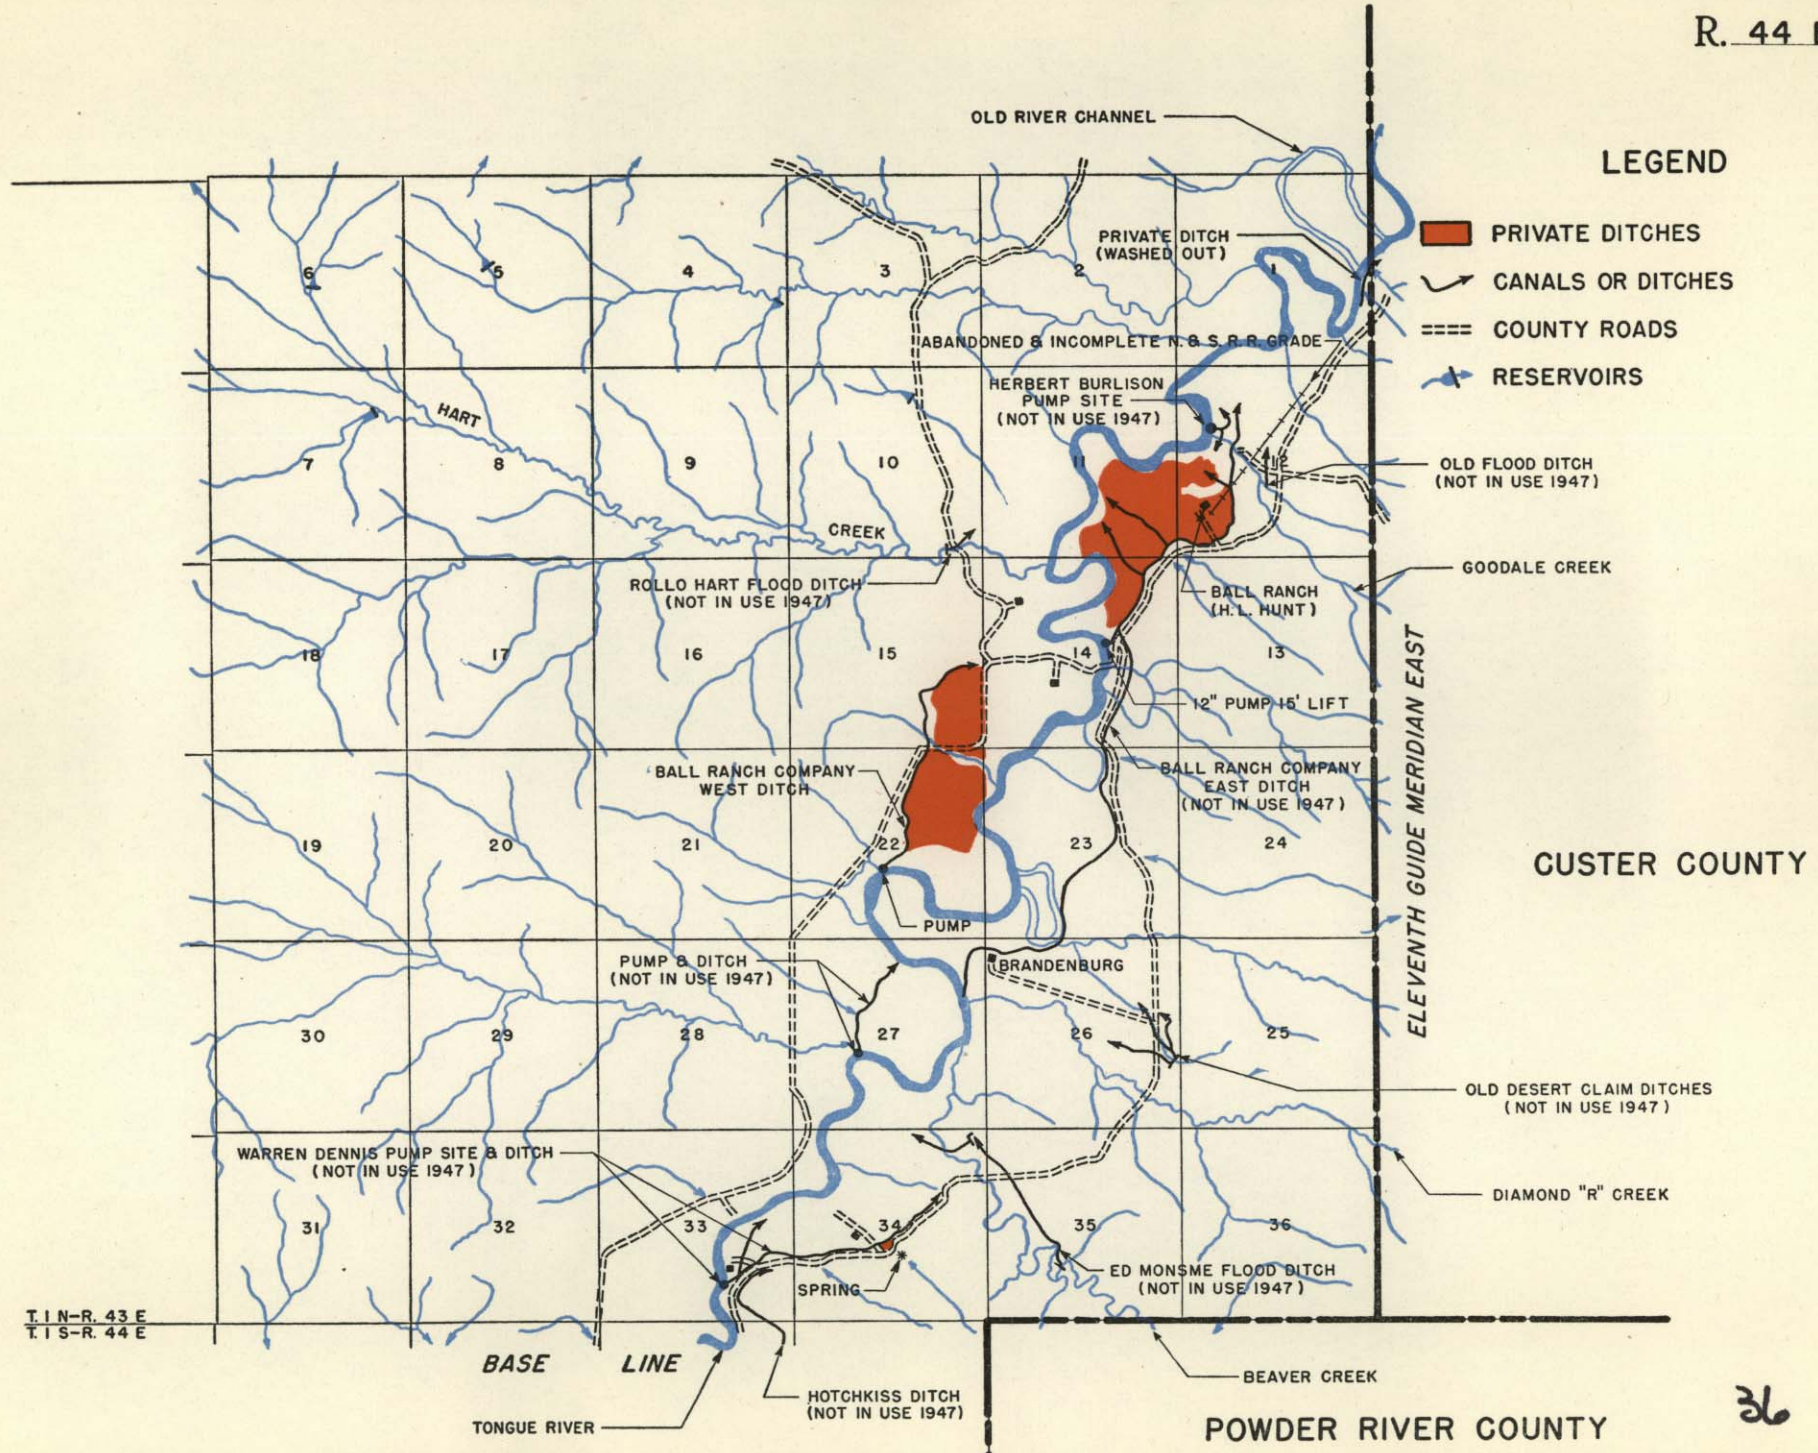 R. 44
OLD RIVER CHANNEL
LEGEND
PRIVATE DITCHES
CANALS OR DITCHES
COUNTY ROADS
RESERVOIRS
PRIVATE DITCH
(WASHED OUT)
6
5
4
3
2
1
ABANDONED & INCOMPLETE N. & S. R.R. GRADE
HERBERT BURLISON
PUMP SITE
(NOT IN USE 1947)
HART
7
8
9
10
11
12
OLD FLOOD DITCH
(NOT IN USE 1947)
CREEK
GOODALE CREEK
ROLLO HART FLOOD DITCH
(NOT IN USE 1947)
BALL RANCH
(H.L. HUNT)
18
17
16
15
14
13
12" PUMP 15' LIFT
ELEVENTH GUIDE MERIDIAN EAST
BALL RANCH COMPANY
WEST DITCH
BALL RANCH COMPANY
EAST DITCH
(NOT IN USE 1947)
19
20
21
22
23
24
CUSTER COUNTY
PUMP
PUMP & DITCH
(NOT IN USE 1947)
BRANDENBURG
30
29
28
27
26
25
OLD DESERT CLAIM DITCHES
(NOT IN USE 1947)
WARREN DENNIS PUMP SITE & DITCH
(NOT IN USE 1947)
DIAMOND "R" CREEK
31
32
33
34
35
36
SPRING
ED MONSME FLOOD DITCH
(NOT IN USE 1947)
T. I N-R. 43 E
T. I S-R. 44 E
BASE LINE
BEAVER CREEK
HOTCHKISS DITCH
(NOT IN USE 1947)
TONGUE RIVER
POWDER RIVER COUNTY
36